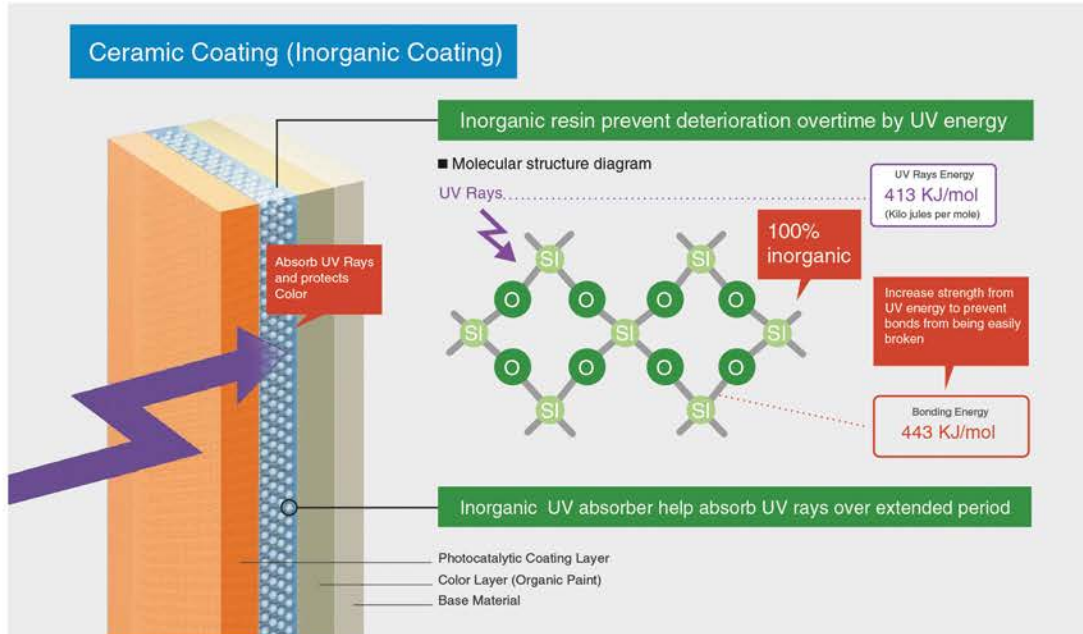 Ceramic Coating (Inorganic Coating)
Inorganic resin prevent deterioration overtime by UV energy
■ Molecular structure diagram
UV Rays
UV Rays Energy
413 KJ/mol
(Kilo jules per mole)
100%
inorganic
Absorb UV Rays
and protects
Color
Increase strength from
UV energy to prevent
bonds from being easily
broken
SI
SI
O
O
O
O
SI
SI
SI
O
O
O
O
SI
SI
Bonding Energy
443 KJ/mol
Inorganic UV absorber help absorb UV rays over extended period
Photocatalytic Coating Layer
Color Layer (Organic Paint)
Base Material